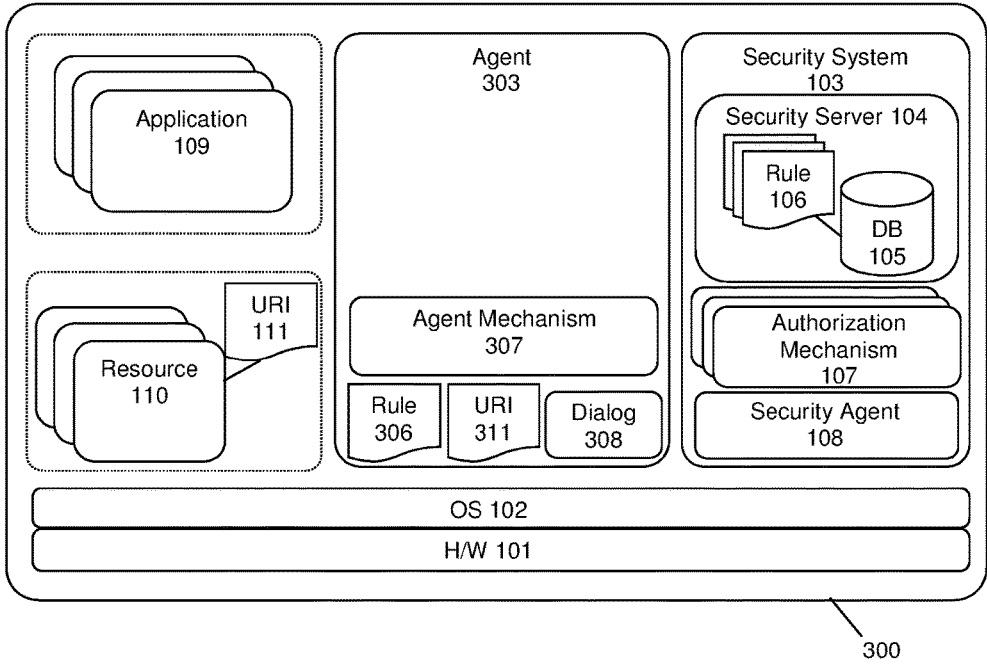 Application
109
URI
111
Resource
110
Agent
303
Agent Mechanism
307
Rule
306
URI
311
Dialog
308
Security System
103
Security Server 104
Rule
106
DB
105
Authorization
Mechanism
107
Security Agent
108
OS 102
H/W 101
300